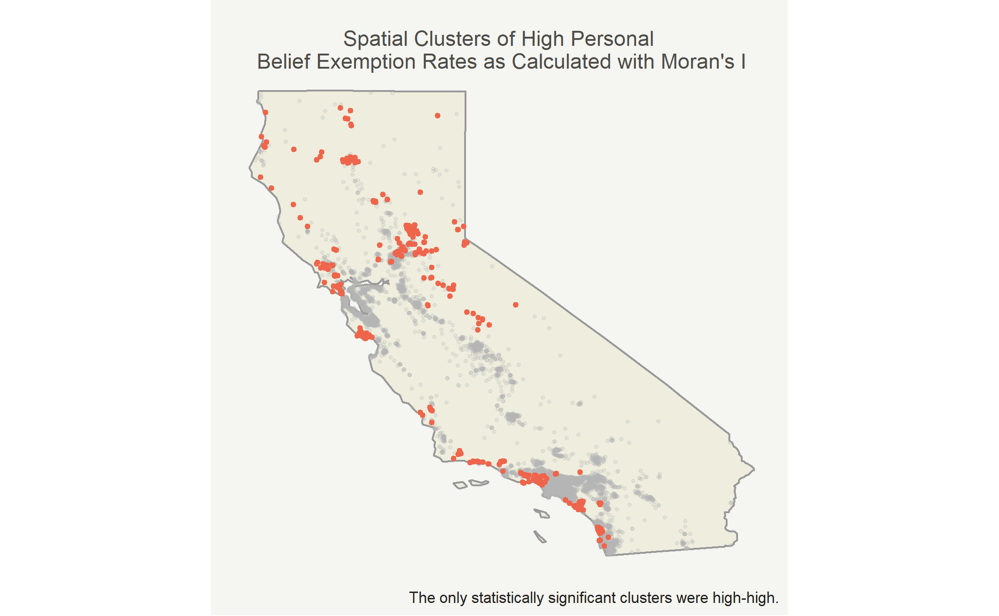 Spatial Clusters of High Personal
Belief Exemption Rates as Calculated with Moran's I
The only statistically significant clusters were high-high.